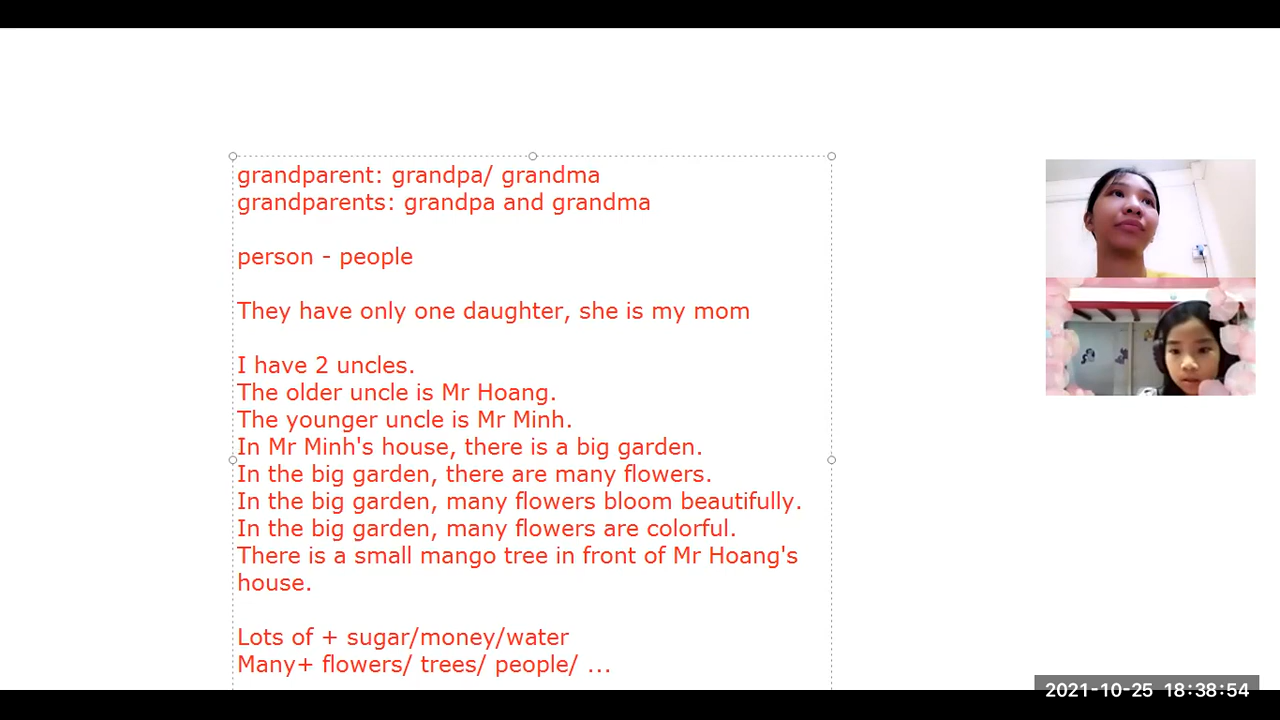 grandparent: grandpa/ grandma
grandparents: grandpa and grandma
person - people
They have only one daughter, she is my mom
I have 2 uncles.
The older uncle is Mr Hoang.
The younger uncle is Mr Minh.
In Mr Minh's house, there is a big garden.
In the big garden, there are many flowers.
In the big garden, many flowers bloom beautifully.
In the big garden, many flowers are colorful.
There is a small mango tree in front of Mr Hoang's
house.
Lots of + sugar/money/water
Many+ flowers/ trees/ people/ ...
2021-10-25 18:38:54